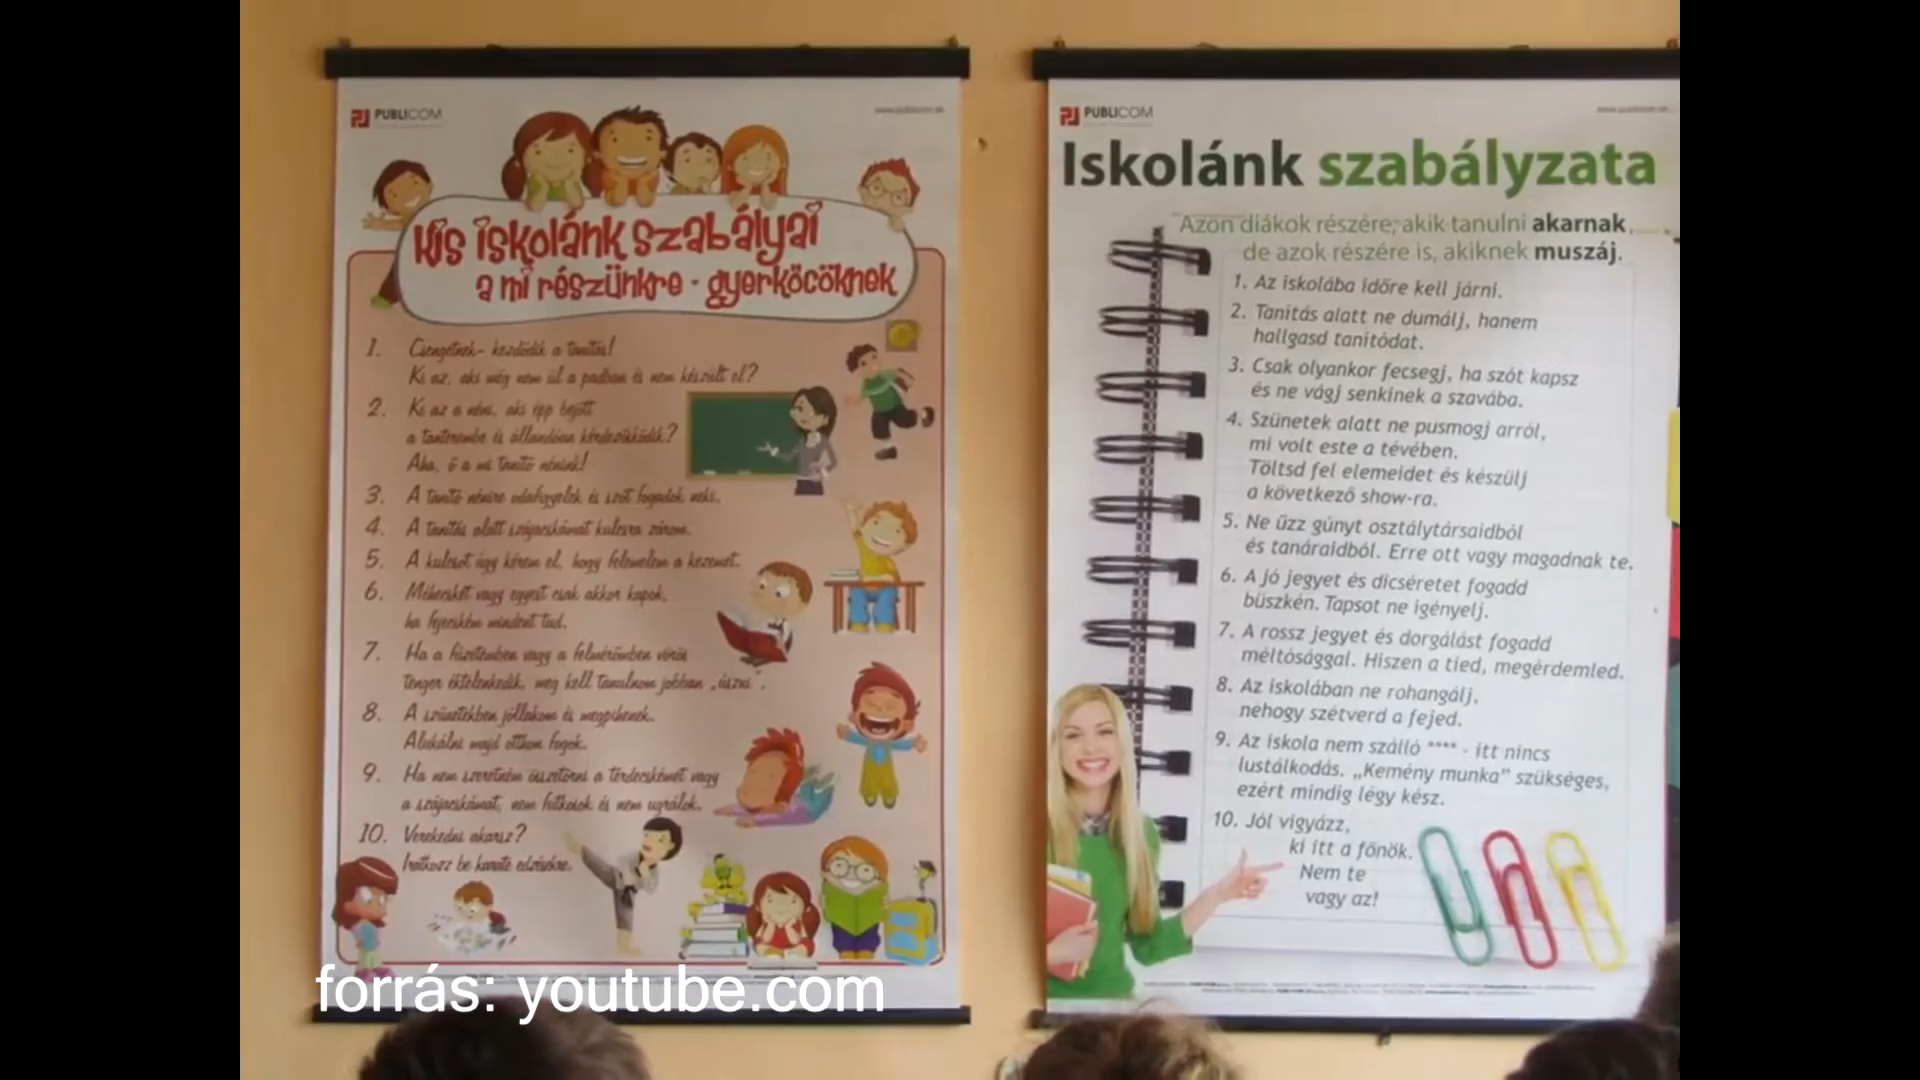 PUBLICOM
Kis iskolánk szabályai
a mi részünkre - gyerköcöknek
1. Csengetnek- kezdődik a tanítás!
Ki az, aki még nem ül a padban és nem készült el?
2. Ki az a néni, aki épp bejött
a tanterembe és állandóan kérdezősködik?
Aha, ő a mi tanító nénink!
3. A tanító nénire odafigyelek és szót fogadok neki.
4. A tanítás alatt szájacskámat kulcsra zárom.
5. A kulcsot úgy kérem el, hogy felemelem a kezemet.
6. Méhecskét vagy egyest csak akkor kapok,
ha fejecském mindent tud.
7. Ha a füzetemben vagy a felmérőmben vörös
tenger éktelenkedik, meg kell tanulnom jobban „úszni".
8. A szünetekben jóllakom és megpihenek.
Alukálni majd otthon fogok.
9. Ha nem szeretném összetörni a térdecskémet vagy
a szájacskámat, nem futkosok és nem ugrálok.
10. Verekedni akarsz?
Iratkozz be karate edzésekre.
forrás: youtube.com
PUBLICOM
Iskolánk szabályzata
Azon diákok részére, akik tanulni akarnak
de azok részére is, akiknek muszáj.
1. Az iskolába időre kell járni.
2. Tanítás alatt ne dumálj, hanem
hallgasd tanítódat.
3. Csak olyankor fecsegj, ha szót kapsz
és ne vágj senkinek a szavába.
4. Szünetek alatt ne pusmogj arról,
mi volt este a tévében.
Töltsd fel elemeidet és készülj
a következő show-ra.
5. Ne űzz gúnyt osztálytársaidból
és tanáraidból. Erre ott vagy magadnak te.
6. A jó jegyet és dicséretet fogadd
büszkén. Tapsot ne igényelj.
7. A rossz jegyet és dorgálást fogadd
méltósággal. Hiszen a tied, megérdemled.
8. Az iskolában ne rohangálj,
nehogy szétverd a fejed.
9. Az iskola nem szálló **** - itt nincs
lustálkodás. „Kemény munka" szükséges,
ezért mindig légy kész.
10. Jól vigyázz,
ki itt a főnök.
Nem te
vagy az!